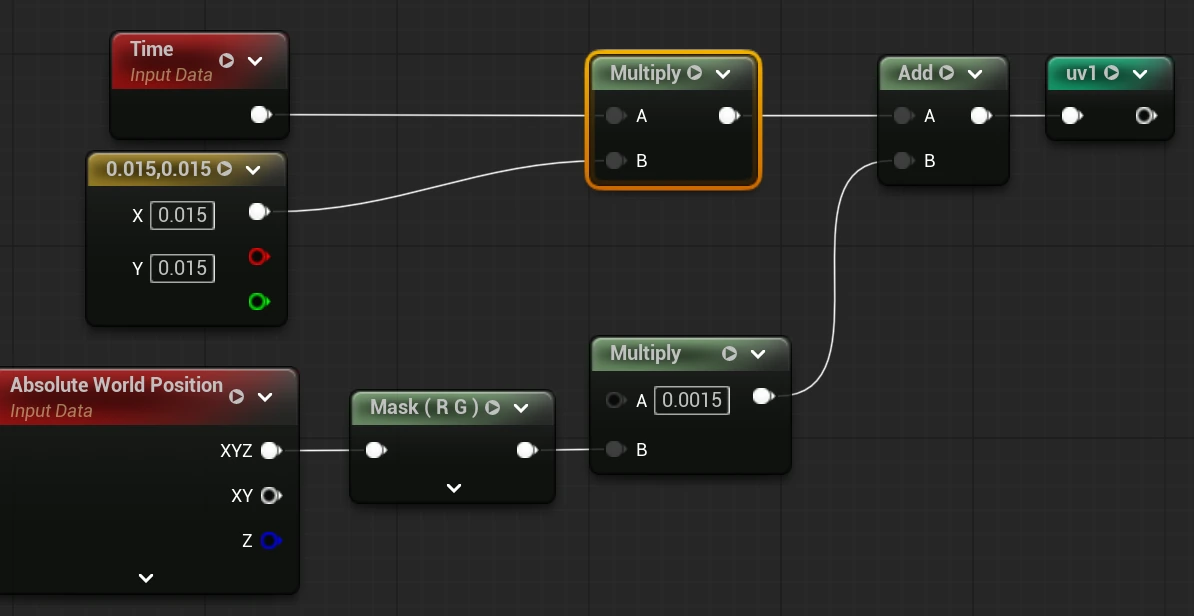 Time
Input Data
0.015,0.015
X 0.015
Y 0.015
Multiply
A
B
Add
A
B
uv1
Absolute World Position
Input Data
XYZ
XY
Z
Mask ( R G )
Multiply
A 0.0015
B